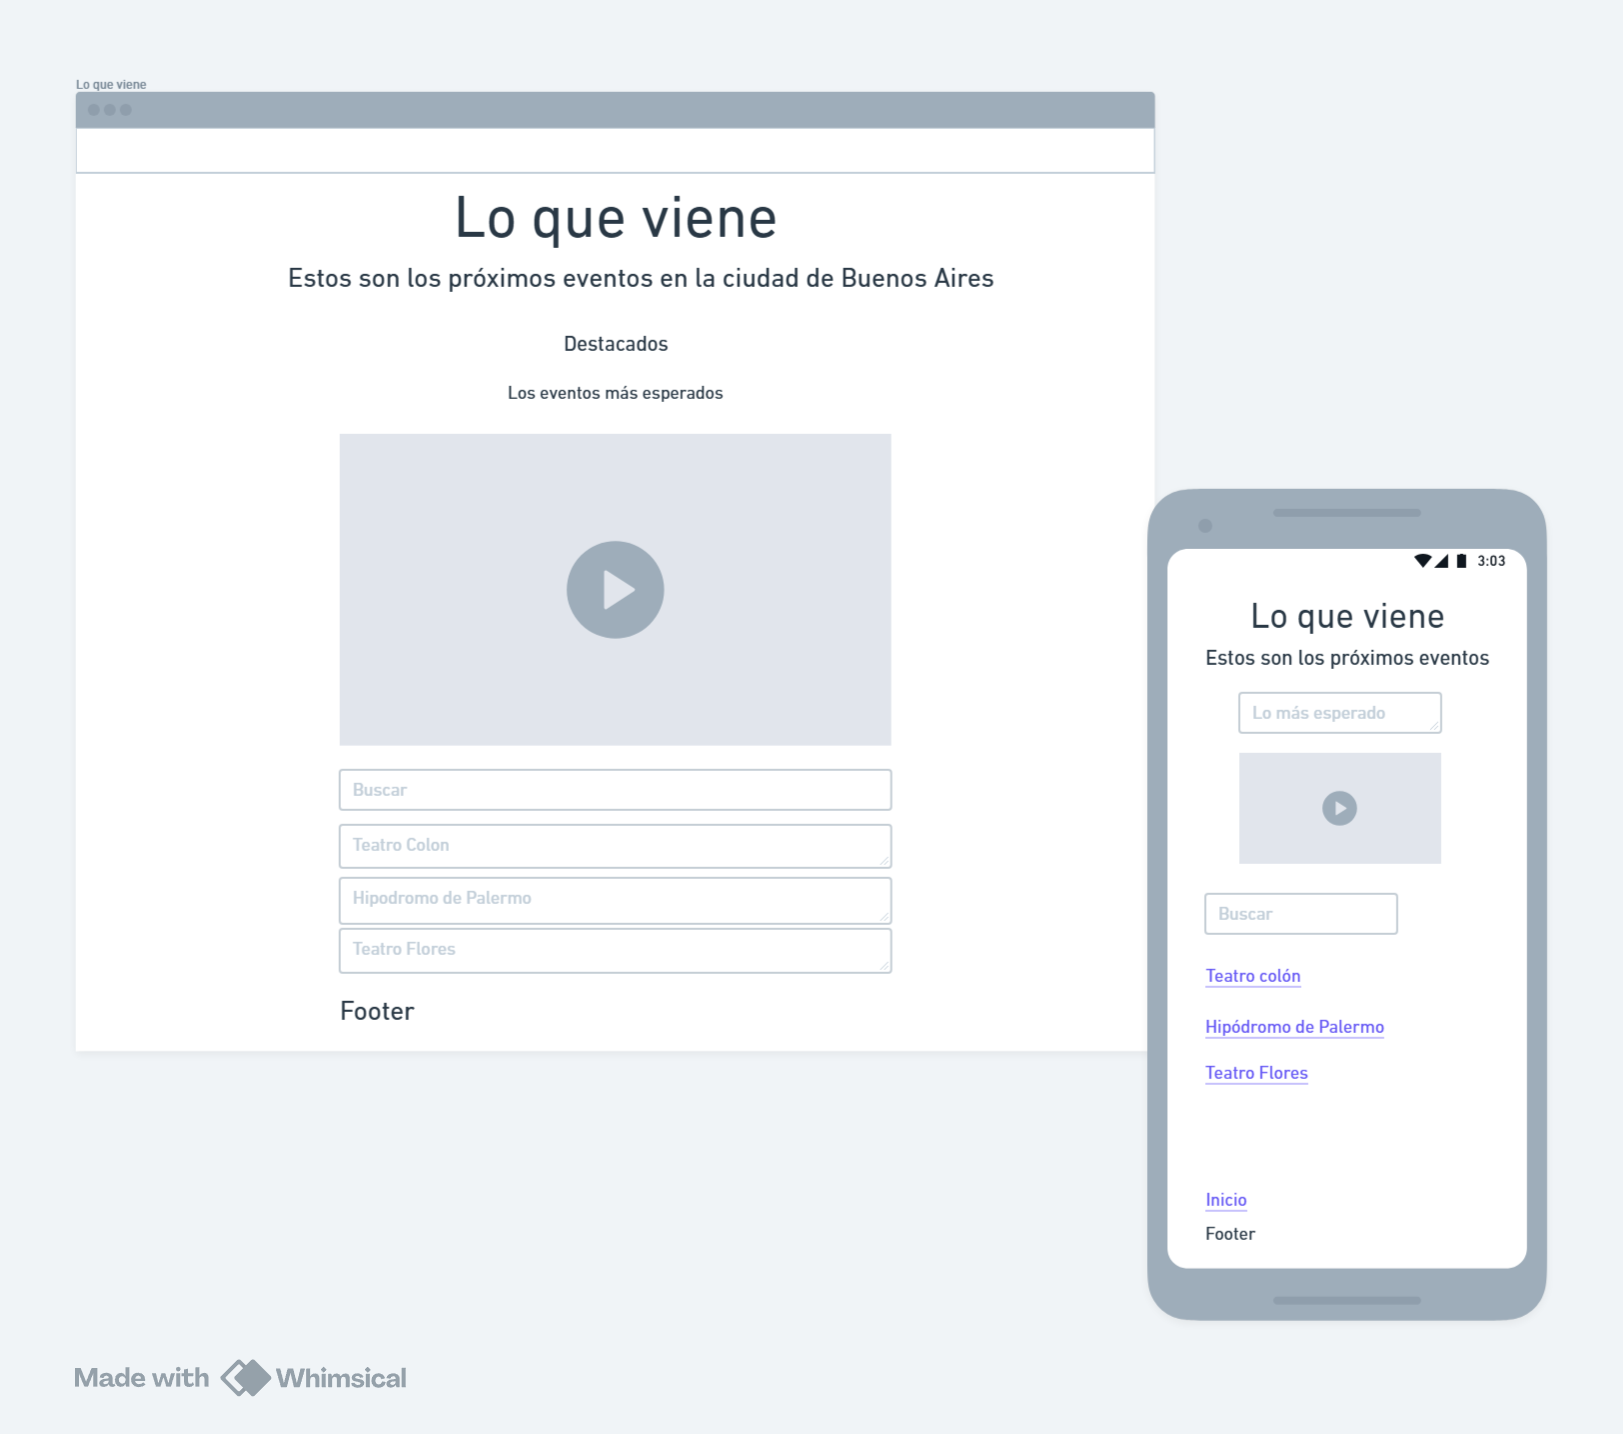 Lo que viene
Lo que viene
Estos son los próximos eventos en la ciudad de Buenos Aires
Destacados
Los eventos más esperados
Buscar
Teatro Colon
Hipodromo de Palermo
Teatro Flores
Footer
3:03
Lo que viene
Estos son los próximos eventos
Lo más esperado
Buscar
Teatro colón
Hipódromo de Palermo
Teatro Flores
Inicio
Footer
Made with Whimsical